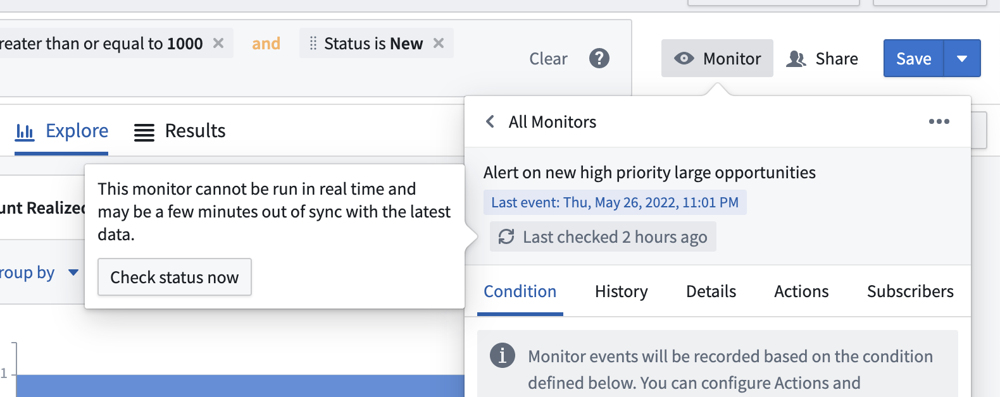 reater than or equal to 1000 and Status is New
Clear
Monitor
Share
Save
Explore
Results
All Monitors
Alert on new high priority large opportunities
Last event: Thu, May 26, 2022, 11:01 PM
Last checked 2 hours ago
This monitor cannot be run in real time and
may be a few minutes out of sync with the latest
data.
Check status now
unt Realized
roup by
Condition History Details Actions Subscribers
Monitor events will be recorded based on the condition
defined below. You can configure Actions and
1